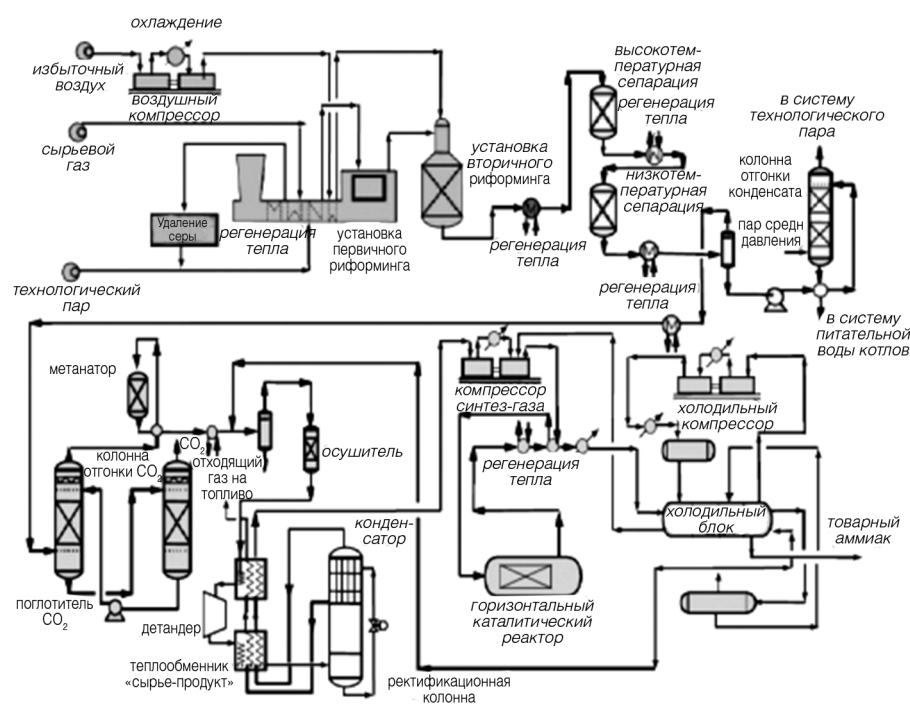 охлаждение
избыточный
воздух
воздушный
компрессор
сырьевой
газ
Удаление
серы
регенерация
тепла
установка
первичного
риформинга
технологический
пар
установка
вторичного
риформинга
регенерация
тепла
высокотем-
пературная
сепарация
регенерация
тепла
низкотем-
пературная
сепарация
регенерация
тепла
в систему
технологического
пара
колонна
отгонки
конденсата
пар средн
давления
в систему
питательной
воды котлов
метанатор
CO2
колонна
отгонки CO2
отходящий
газ на
топливо
осушитель
поглотитель
CO2
детандер
теплообменник
«сырье-продукт»
конден-
сатор
ректификационная
колонна
компрессор
синтез-газа
регенерация
тепла
горизонтальный
каталитический
реактор
холодильный
компрессор
холодильный
блок
товарный
аммиак